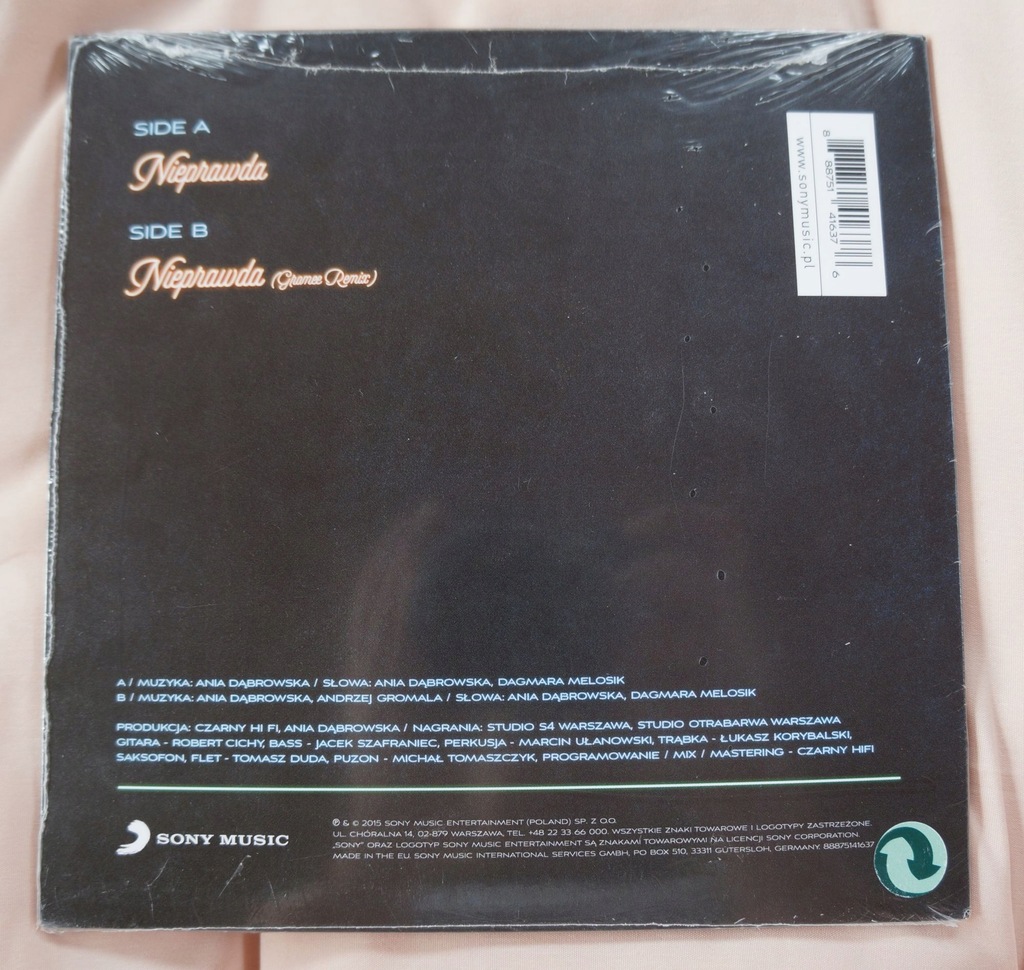 SIDE A
Nieprawda
SIDE B
Nieprawda (Gromee Remix)
www.sonymusic.pl
8 88751 41637 6
A / MUZYKA: ANIA DĄBROWSKA / SŁOWA: ANIA DĄBROWSKA, DAGMARA MELOSIK
B / MUZYKA: ANIA DĄBROWSKA, ANDRZEJ GROMALA / SŁOWA: ANIA DĄBROWSKA, DAGMARA MELOSIK
PRODUKCJA: CZARNY HI FI, ANIA DĄBROWSKA / NAGRANIA: STUDIO S4 WARSZAWA, STUDIO OTRABARWA WARSZAWA
GITARA - ROBERT CICHY, BASS - JACEK SZAFRANIEC, PERKUSJA - MARCIN UŁANOWSKI, TRĄBKA - ŁUKASZ KORYBALSKI,
SAKSOFON, FLET - TOMASZ DUDA, PUZON - MICHAŁ TOMASZCZYK, PROGRAMOWANIE / MIX / MASTERING - CZARNY HIFI
SONY MUSIC
℗ & © 2015 SONY MUSIC ENTERTAINMENT (POLAND) SP. Z O.O.
UL. CHÓRALNA 14, 02-879 WARSZAWA, TEL. +48 22 33 66 000. WSZYSTKIE ZNAKI TOWAROWE I LOGOTYPY ZASTRZEŻONE.
„SONY" ORAZ LOGOTYP SONY MUSIC ENTERTAINMENT SĄ ZNAKAMI TOWAROWYMI NA LICENCJI SONY CORPORATION.
MADE IN THE EU. SONY MUSIC INTERNATIONAL SERVICES GMBH, PO BOX 510, 33311 GÜTERSLOH, GERMANY. 88875141637